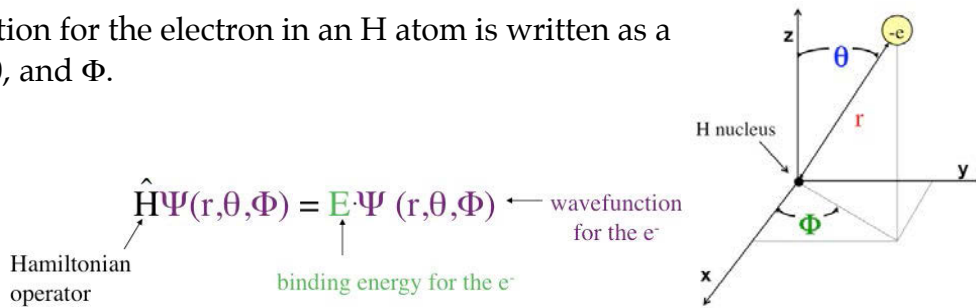 tion for the electron in an H atom is written as a
, and Φ.
ĤΨ(r,θ,Φ) = E·Ψ (r,θ,Φ)
wavefunction
for the e-
Hamiltonian
operator
binding energy for the e-
z
-e
θ
r
H nucleus
y
Φ
x